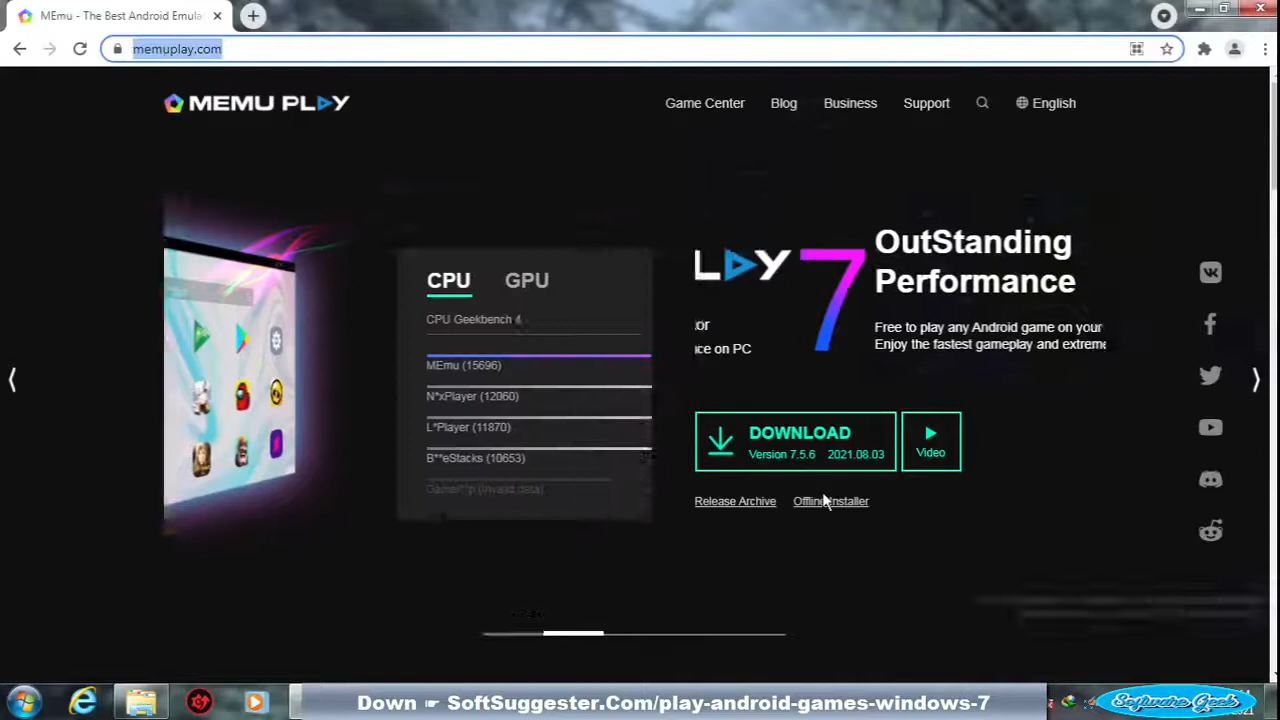 MEmu - The Best Android Emula
memuplay.com
MEMU PLAY
Game Center Blog Business Support English
CPU GPU
CPU Geekbench 4
MEmu (15696)
N*xPlayer (12060)
L*Player (11870)
B**eStacks (10653)
(Invalid data)
LAY 7
or
ce on PC
OutStanding
Performance
Free to play any Android game on your
Enjoy the fastest gameplay and extreme
DOWNLOAD
Version 7.5.6 2021.08.03
Video
Release Archive Offline Installer
Down ☛ SoftSuggester.Com/play-android-games-windows-7
Software Geek